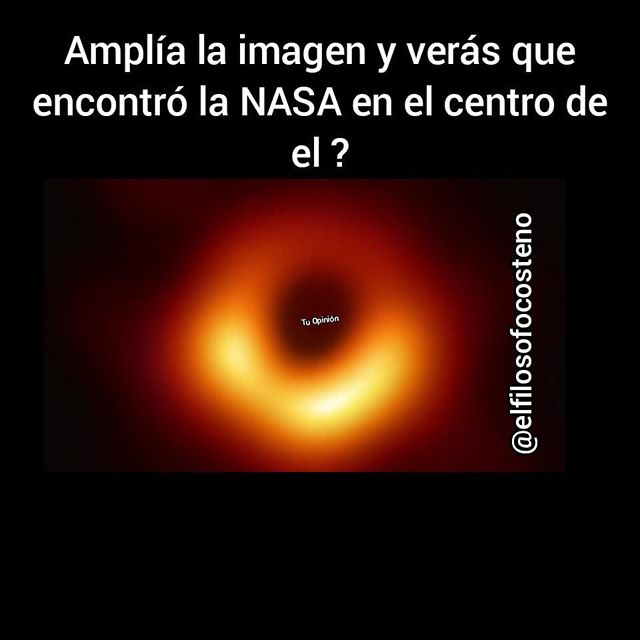 Amplía la imagen y verás que
encontró la NASA en el centro de
el ?
Tu Opinión
@elfilosofocosteno